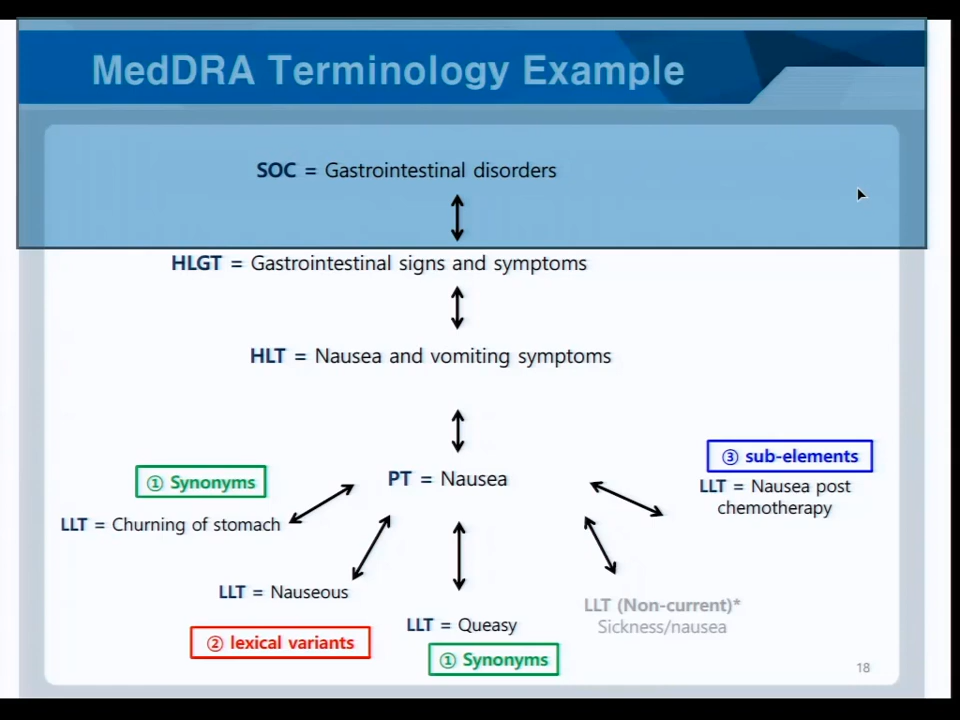 MedDRA Terminology Example
SOC = Gastrointestinal disorders
HLGT = Gastrointestinal signs and symptoms
HLT = Nausea and vomiting symptoms
PT = Nausea
① Synonyms
LLT = Churning of stomach
LLT = Nauseous
② lexical variants
LLT = Queasy
① Synonyms
LLT (Non-current)*
Sickness/nausea
③ sub-elements
LLT = Nausea post
chemotherapy
18